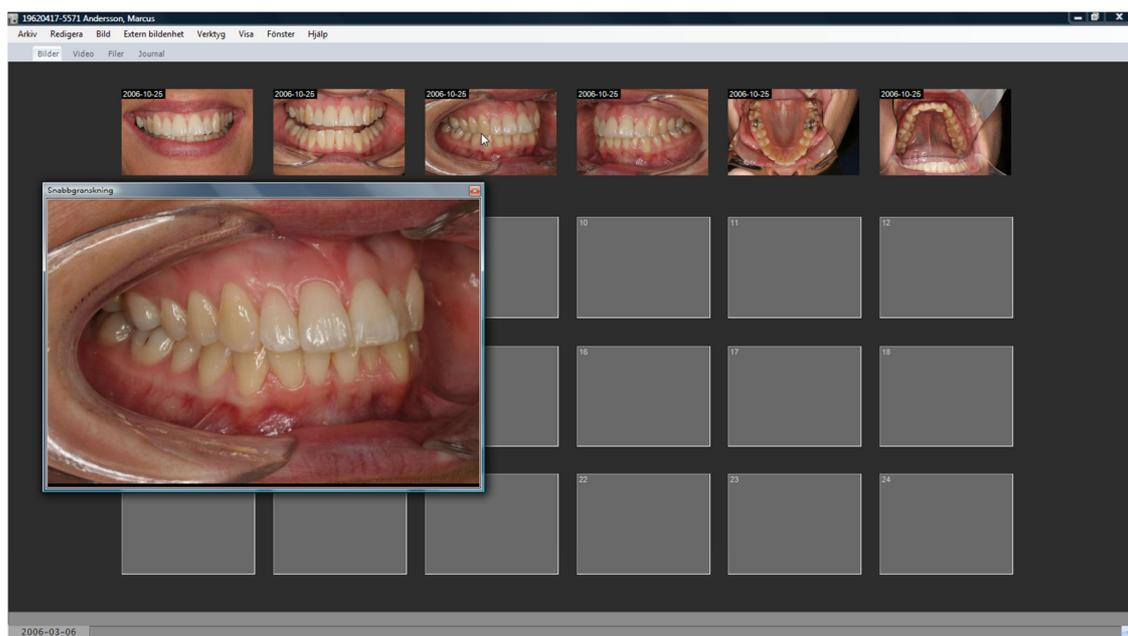 19620417-5571 Andersson, Marcus
Arkiv Redigera Bild Extern bildenhet Verktyg Visa Fönster Hjälp
Bilder Video Filer Journal
2006-10-25 2006-10-25 2006-10-25 2006-10-25 2006-10-25 2006-10-25
Snabbgranskning
10 11 12
16 17 18
22 23 24
2006-03-06